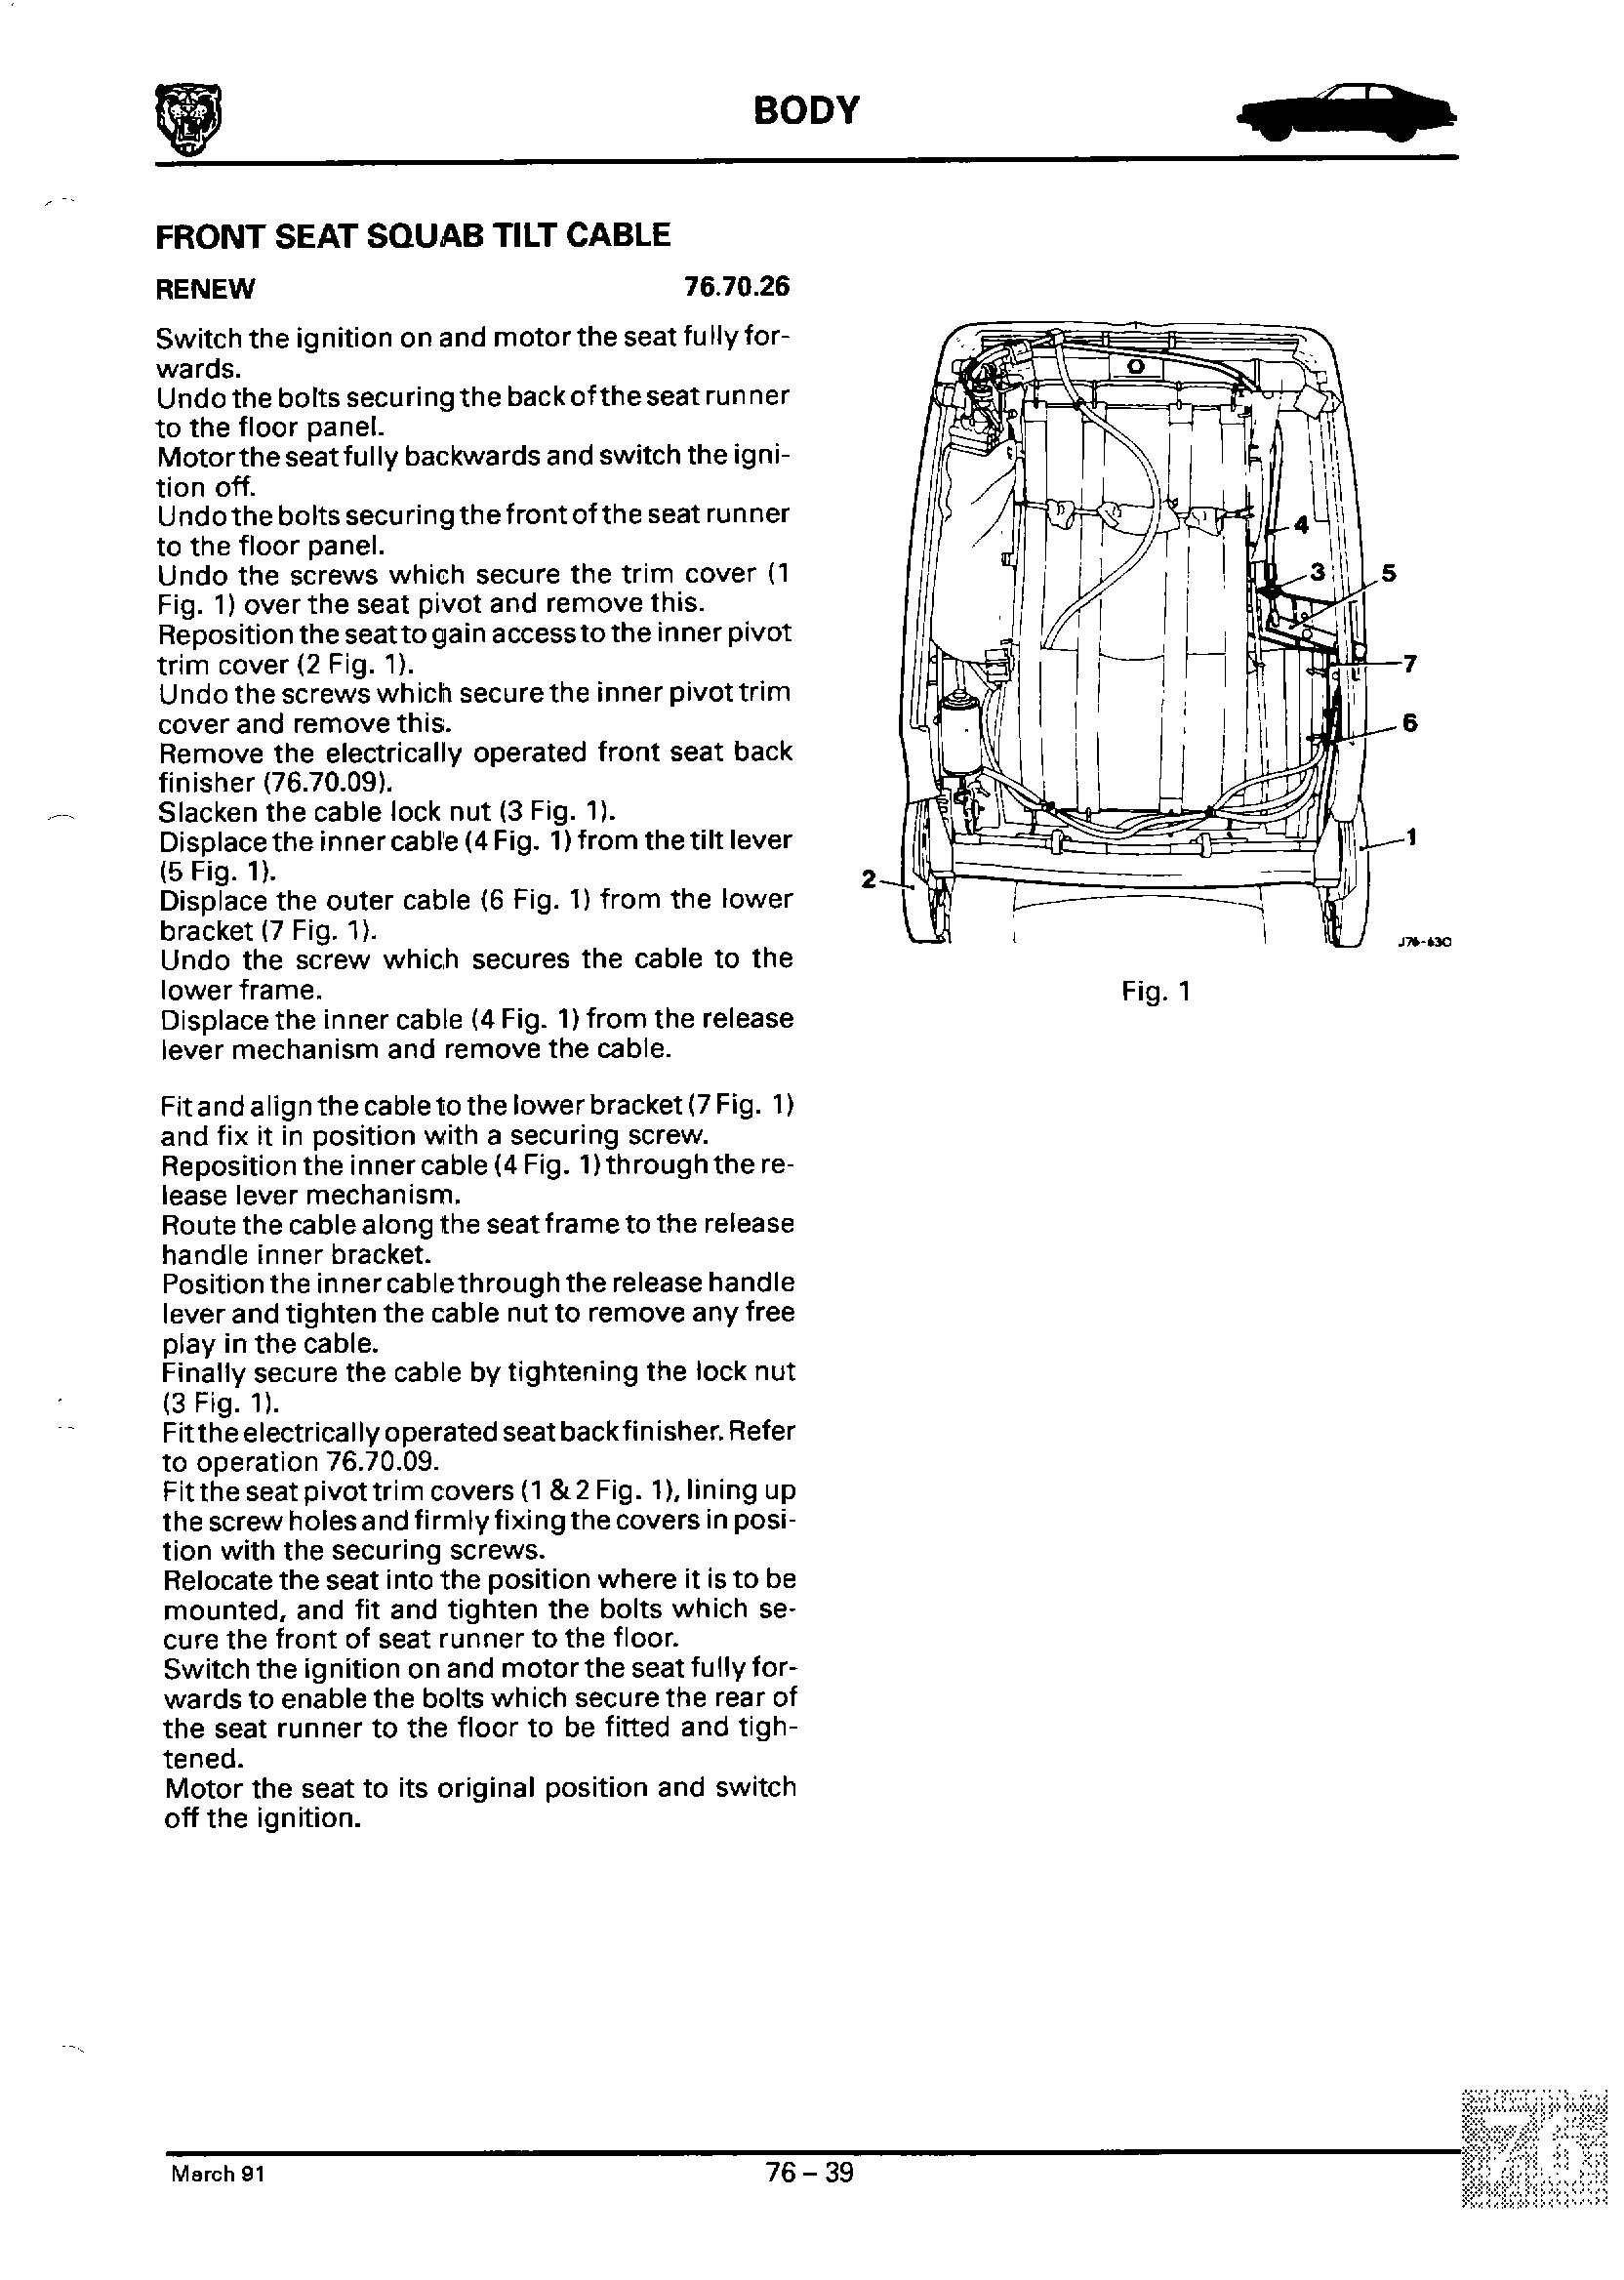 BODY
FRONT SEAT SQUAB TILT CABLE
RENEW 76.70.26
Switch the ignition on and motor the seat fully for-
wards.
Undo the bolts securing the back of the seat runner
to the floor panel.
Motor the seat fully backwards and switch the igni-
tion off.
Undo the bolts securing the front of the seat runner
to the floor panel.
Undo the screws which secure the trim cover (1
Fig. 1) over the seat pivot and remove this.
Reposition the seat to gain access to the inner pivot
trim cover (2 Fig. 1).
Undo the screws which secure the inner pivot trim
cover and remove this.
Remove the electrically operated front seat back
finisher (76.70.09).
Slacken the cable lock nut (3 Fig. 1).
Displace the inner cable (4 Fig. 1) from the tilt lever
(5 Fig. 1).
Displace the outer cable (6 Fig. 1) from the lower
bracket (7 Fig. 1).
Undo the screw which secures the cable to the
lower frame.
Displace the inner cable (4 Fig. 1) from the release
lever mechanism and remove the cable.
Fit and align the cable to the lower bracket (7 Fig. 1)
and fix it in position with a securing screw.
Reposition the inner cable (4 Fig. 1) through the re-
lease lever mechanism.
Route the cable along the seat frame to the release
handle inner bracket.
Position the inner cable through the release handle
lever and tighten the cable nut to remove any free
play in the cable.
Finally secure the cable by tightening the lock nut
(3 Fig. 1).
Fit the electrically operated seat back finisher. Refer
to operation 76.70.09.
Fit the seat pivot trim covers (1 & 2 Fig. 1), lining up
the screw holes and firmly fixing the covers in posi-
tion with the securing screws.
Relocate the seat into the position where it is to be
mounted, and fit and tighten the bolts which se-
cure the front of seat runner to the floor.
Switch the ignition on and motor the seat fully for-
wards to enable the bolts which secure the rear of
the seat runner to the floor to be fitted and tigh-
tened.
Motor the seat to its original position and switch
off the ignition.
4
3
5
7
6
1
2
J76-630
Fig. 1
March 91
76 – 39
76